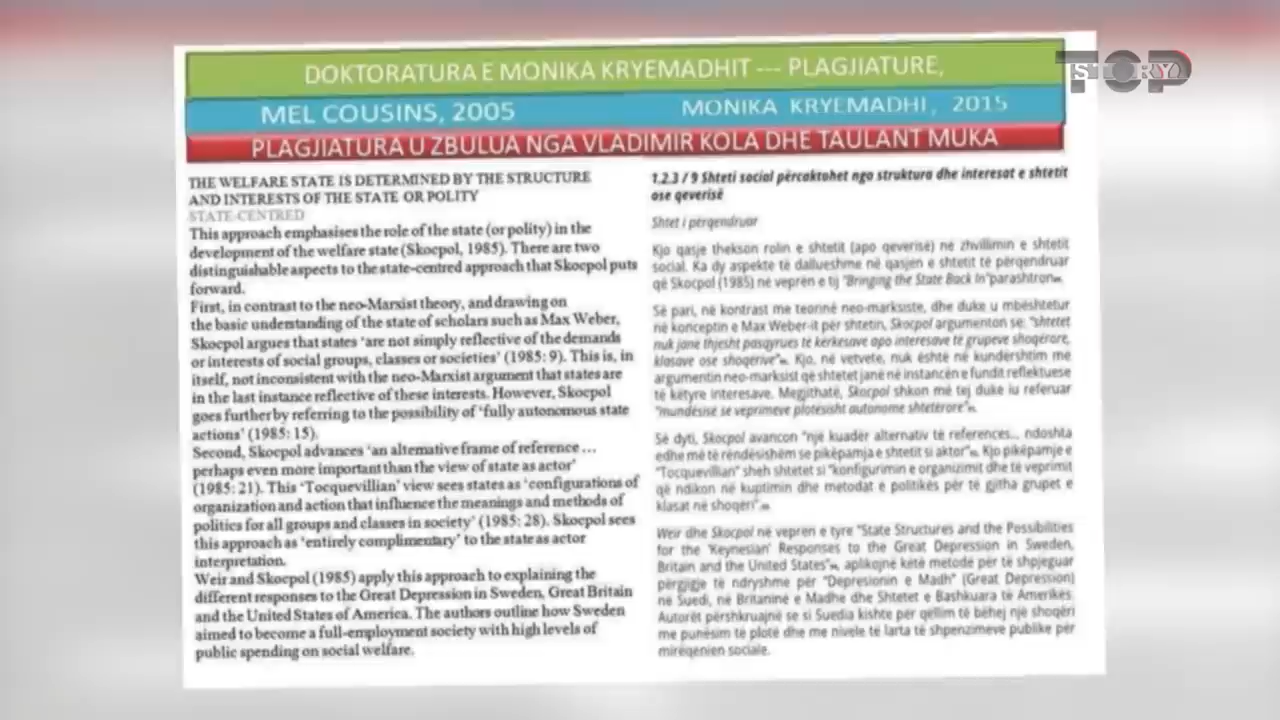 TOP
STORY
DOKTORATURA E MONIKA KRYEMADHIT --- PLAGJIATURE,
MEL COUSINS, 2005
MONIKA KRYEMADHI, 2015
PLAGJIATURA U ZBULUA NGA VLADIMIR KOLA DHE TAULANT MUKA
THE WELFARE STATE IS DETERMINED BY THE STRUCTURE
AND INTERESTS OF THE STATE OR POLITY
STATE-CENTRED
This approach emphasises the role of the state (or polity) in the
development of the welfare state (Skocpol, 1985). There are two
distinguishable aspects to the state-centred approach that Skocpol puts
forward.
First, in contrast to the neo-Marxist theory, and drawing on
the basic understanding of the state of scholars such as Max Weber,
Skocpol argues that states ‘are not simply reflective of the demands
or interests of social groups, classes or societies’ (1985: 9). This is, in
itself, not inconsistent with the neo-Marxist argument that states are
in the last instance reflective of these interests. However, Skocpol
goes further by referring to the possibility of ‘fully autonomous state
actions’ (1985: 15).
Second, Skocpol advances ‘an alternative frame of reference …
perhaps even more important than the view of state as actor’
(1985: 21). This ‘Tocquevillian’ view sees states as ‘configurations of
organization and action that influence the meanings and methods of
politics for all groups and classes in society’ (1985: 28). Skocpol sees
this approach as ‘entirely complimentary’ to the state as actor
interpretation.
Weir and Skocpol (1985) apply this approach to explaining the
different responses to the Great Depression in Sweden, Great Britain
and the United States of America. The authors outline how Sweden
aimed to become a full-employment society with high levels of
public spending on social welfare.
1.2.3 / 9 Shteti social përcaktohet nga struktura dhe interesat e shtetit
ose qeverisë
Shtet i përqendruar
Kjo qasje thekson rolin e shtetit (apo qeverisë) në zhvillimin e shtetit
social. Ka dy aspekte të dallueshme në qasjen e shtetit të përqendruar
që Skocpol (1985) në veprën e tij "Bringing the State Back In" parashtron
Së pari, në kontrast me teorinë neo-marksiste, dhe duke u mbështetur
në konceptin e Max Weber-it për shtetin, Skocpol argumenton se: "shtetet
nuk janë thjesht pasqyrues të kërkesave apo interesave të grupeve shoqërore,
klasave ose shoqërive". Kjo, në vetvete, nuk është në kundërshtim me
argumentin neo-marksist që shtetet janë në instancën e fundit reflektuese
të këtyre interesave. Megjithatë, Skocpol shkon më tej duke iu referuar
"mundësisë së veprimeve plotësisht autonome shtetërore".
Së dyti, Skocpol avancon "një kuadër alternativ të referencës... ndoshta
edhe më të rëndësishëm se pikëpamja e shtetit si aktor". Kjo pikëpamje e
"Tocquevillian" sheh shtetet si "konfigurimin e organizimit dhe të veprimit
që ndikon në kuptimin dhe metodat e politikës për të gjitha grupet e
klasat në shoqëri".
Weir dhe Skocpol në veprën e tyre "State Structures and the Possibilities
for the 'Keynesian' Responses to the Great Depression in Sweden,
Britain and the United States", aplikojnë këtë metodë për të shpjeguar
përgjigje të ndryshme për "Depresionin e Madh" (Great Depression)
në Suedi, në Britaninë e Madhe dhe Shtetet e Bashkuara të Amerikës.
Autorët përshkruajnë se si Suedia kishte për qëllim të bëhej një shoqëri
me punësim të plotë dhe me nivele të larta të shpenzimeve publike për
mirëqenien sociale.